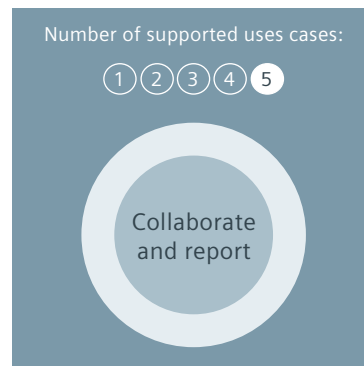 Number of supported uses cases:
1 2 3 4 5
Collaborate
and report